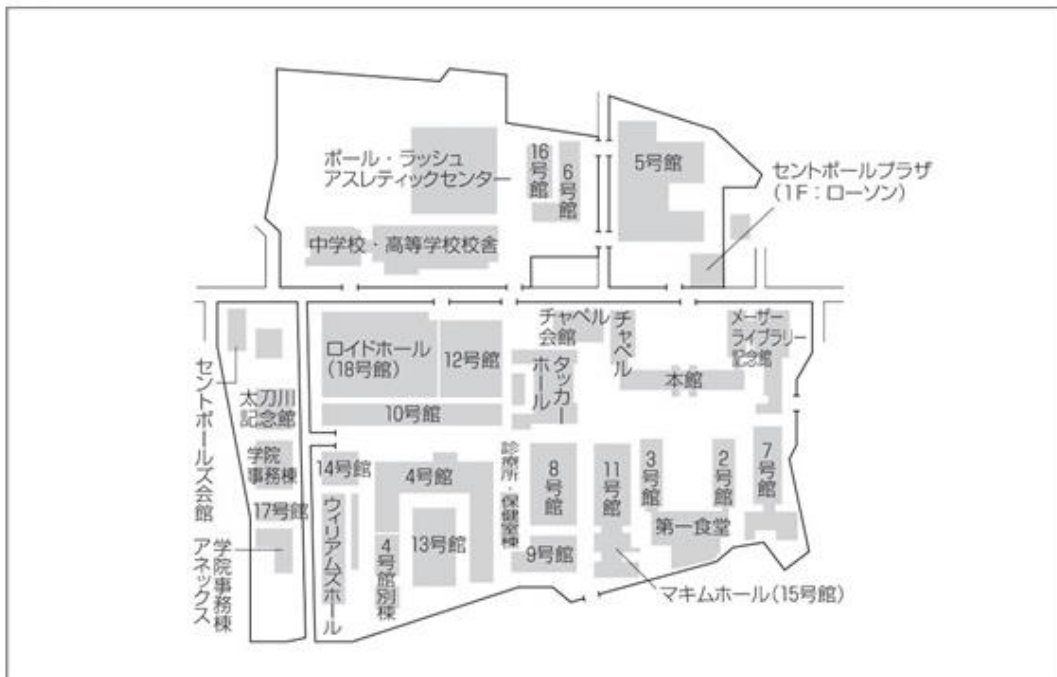 ポール・ラッシュ
アスレティックセンター
16号館
6号館
5号館
セントポールプラザ
(1F:ローソン)
中学校・高等学校校舎
チャペル
会館
チャペル
メーザー
ライブラリー
記念館
ロイドホール
(18号館)
12号館
タッカー
ホール
本館
セントポールズ会館
太刀川
記念館
10号館
学院
事務棟
14号館
4号館
診療所・保健室棟
8号館
11号館
3号館
2号館
7号館
17号館
ウィリアムズホール
13号館
第一食堂
学院事務棟
アネックス
4号館別棟
9号館
マキムホール(15号館)